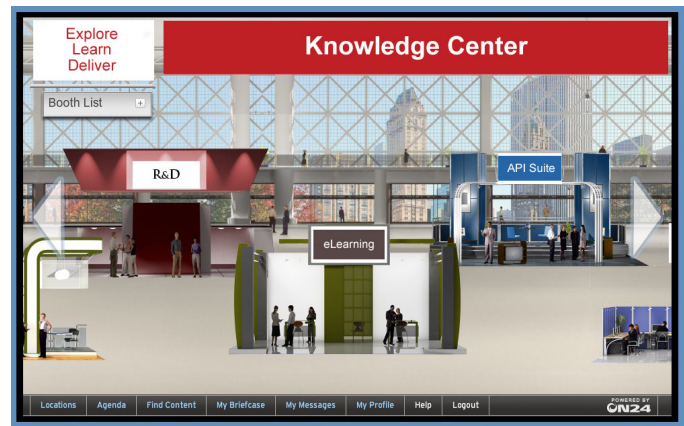 Explore
Learn
Deliver
Knowledge Center
Booth List +
R&D
API Suite
eLearning
Locations Agenda Find Content My Briefcase My Messages My Profile Help Logout
POWERED BY
ON24